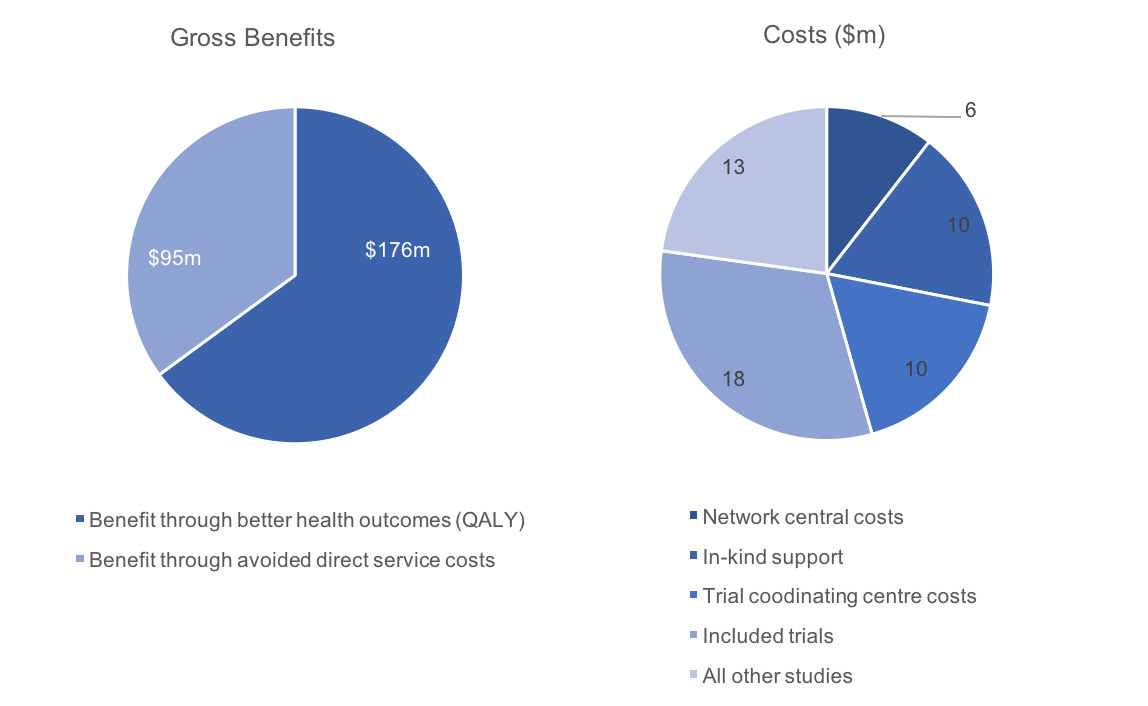 Gross Benefits
$95m
$176m
Benefit through better health outcomes (QALY)
Benefit through avoided direct service costs
Costs ($m)
6
13
10
10
18
Network central costs
In-kind support
Trial coodinating centre costs
Included trials
All other studies